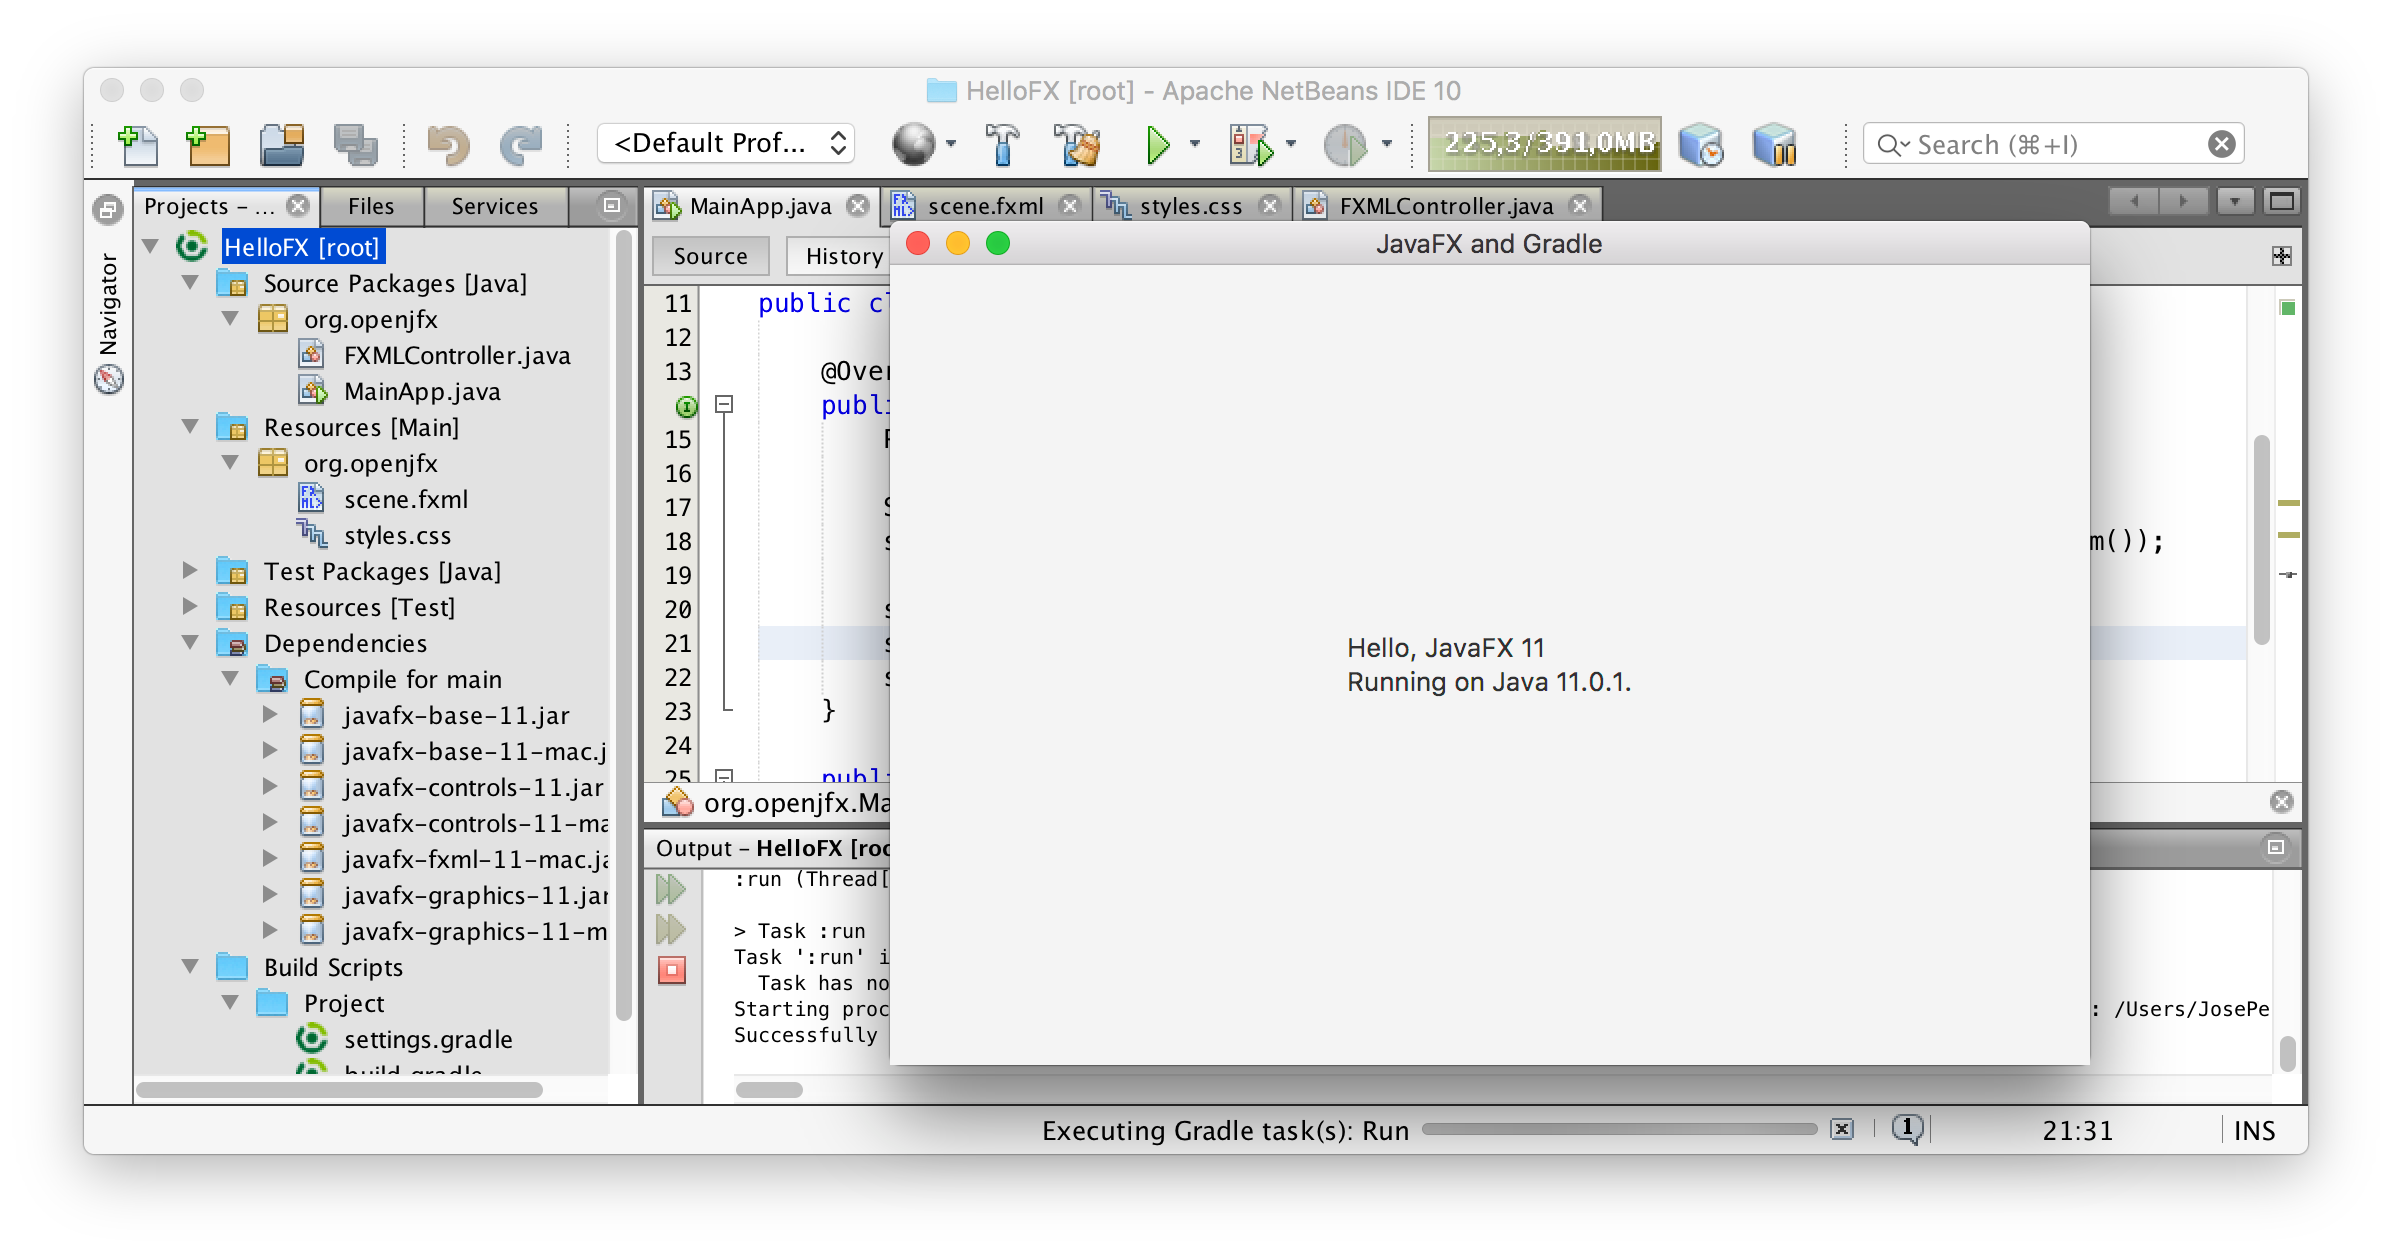 HelloFX [root] - Apache NetBeans IDE 10
<Default Prof...
225,3/391,0MB
Search (⌘+I)
Projects – ...
Files
Services
Navigator
HelloFX [root]
Source Packages [Java]
org.openjfx
FXMLController.java
MainApp.java
Resources [Main]
org.openjfx
scene.fxml
styles.css
Test Packages [Java]
Resources [Test]
Dependencies
Compile for main
javafx-base-11.jar
javafx-base-11-mac.j
javafx-controls-11.jar
javafx-controls-11-ma
javafx-fxml-11-mac.ja
javafx-graphics-11.jar
javafx-graphics-11-m
Build Scripts
Project
settings.gradle
build.gradle
MainApp.java
scene.fxml
styles.css
FXMLController.java
Source
History
11 public cl
12
13 @Over
publi
15
16
17 S
18 s m());
19
20 s
21 s
22 s
23 }
24
25 publi
org.openjfx.Ma
Output – HelloFX [roo
:run (Thread[
> Task :run
Task ':run' i
Task has no
Starting proc : /Users/JosePe
Successfully
JavaFX and Gradle
Hello, JavaFX 11
Running on Java 11.0.1.
Executing Gradle task(s): Run
1
21:31
INS